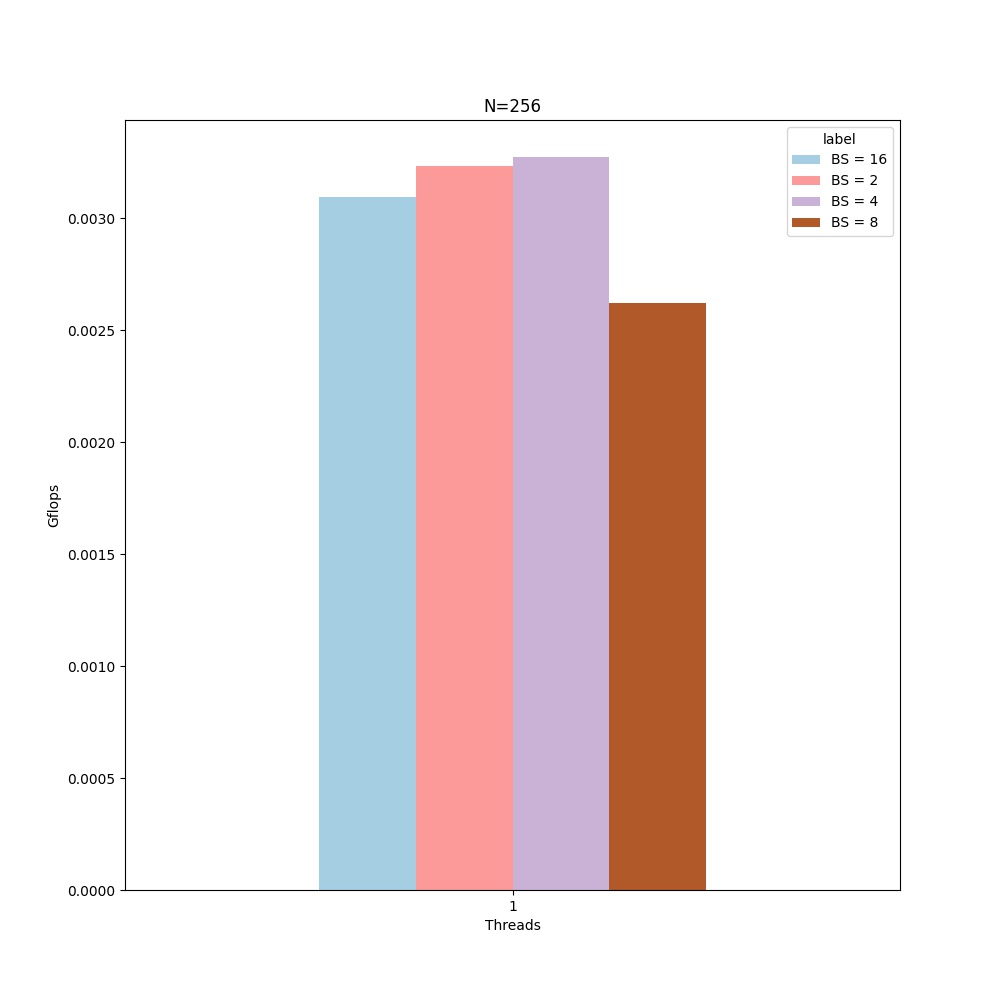 N=256
label
BS = 16
BS = 2
BS = 4
BS = 8
0.0030
0.0025
0.0020
0.0015
0.0010
0.0005
0.0000
Gflops
1
Threads